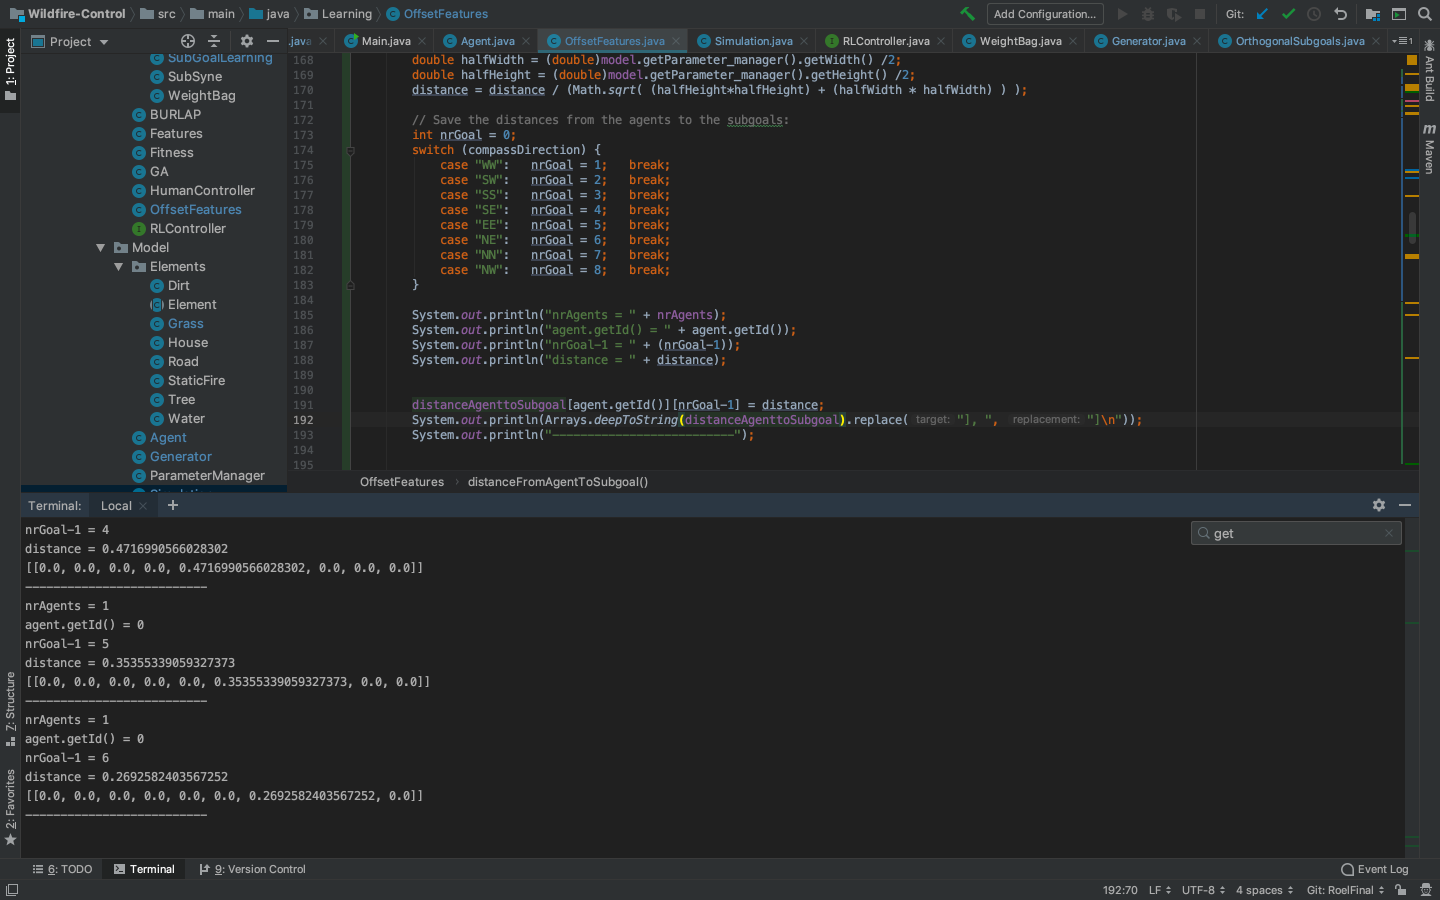 Wildfire-Control src main java Learning OffsetFeatures Add Configuration... Git:
1: Project
Project
.java Main.java Agent.java OffsetFeatures.java Simulation.java RLController.java WeightBag.java Generator.java OrthogonalSubgoals.java
SubGoalLearning
SubSyne
WeightBag
BURLAP
Features
Fitness
GA
HumanController
OffsetFeatures
RLController
Model
Elements
Dirt
Element
Grass
House
Road
StaticFire
Tree
Water
Agent
Generator
ParameterManager
168 double halfWidth = (double)model.getParameter_manager().getWidth() /2;
169 double halfHeight = (double)model.getParameter_manager().getHeight() /2;
170 distance = distance / (Math.sqrt( (halfHeight*halfHeight) + (halfWidth * halfWidth) ) );
171
172 // Save the distances from the agents to the subgoals:
173 int nrGoal = 0;
174 switch (compassDirection) {
175 case "WW": nrGoal = 1; break;
176 case "SW": nrGoal = 2; break;
177 case "SS": nrGoal = 3; break;
178 case "SE": nrGoal = 4; break;
179 case "EE": nrGoal = 5; break;
180 case "NE": nrGoal = 6; break;
181 case "NN": nrGoal = 7; break;
182 case "NW": nrGoal = 8; break;
183 }
184
185 System.out.println("nrAgents = " + nrAgents);
186 System.out.println("agent.getId() = " + agent.getId());
187 System.out.println("nrGoal-1 = " + (nrGoal-1));
188 System.out.println("distance = " + distance);
189
190
191 distanceAgenttoSubgoal[agent.getId()][nrGoal-1] = distance;
192 System.out.println(Arrays.deepToString(distanceAgenttoSubgoal).replace( target: "], ", replacement: "]\n"));
193 System.out.println("--------------------------");
194
195
OffsetFeatures distanceFromAgentToSubgoal()
Ant Build
Maven
Terminal: Local
get
nrGoal-1 = 4
distance = 0.4716990566028302
[[0.0, 0.0, 0.0, 0.0, 0.4716990566028302, 0.0, 0.0, 0.0]]
--------------------------
nrAgents = 1
agent.getId() = 0
nrGoal-1 = 5
distance = 0.35355339059327373
[[0.0, 0.0, 0.0, 0.0, 0.0, 0.35355339059327373, 0.0, 0.0]]
--------------------------
nrAgents = 1
agent.getId() = 0
nrGoal-1 = 6
distance = 0.2692582403567252
[[0.0, 0.0, 0.0, 0.0, 0.0, 0.0, 0.2692582403567252, 0.0]]
--------------------------
Z: Structure
2: Favorites
6: TODO Terminal 9: Version Control Event Log
192:70 LF UTF-8 4 spaces Git: RoelFinal